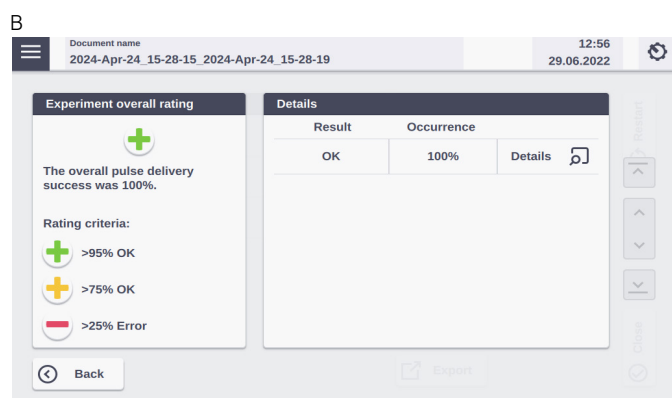 B
Document name
2024-Apr-24_15-28-15_2024-Apr-24_15-28-19
12:56
29.06.2022
Experiment overall rating
The overall pulse delivery
success was 100%.
Rating criteria:
>95% OK
>75% OK
>25% Error
Details
Result Occurrence
OK 100% Details
Restart
Close
Back
Export